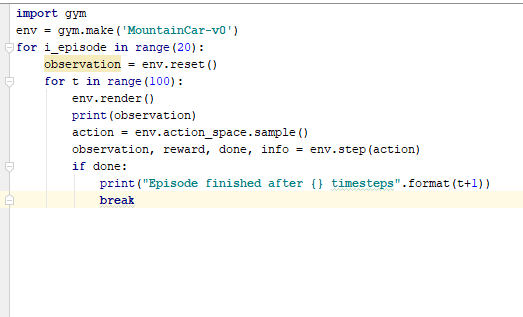 import gym
env = gym.make('MountainCar-v0')
for i_episode in range(20):
    observation = env.reset()
    for t in range(100):
        env.render()
        print(observation)
        action = env.action_space.sample()
        observation, reward, done, info = env.step(action)
        if done:
            print("Episode finished after {} timesteps".format(t+1))
            break